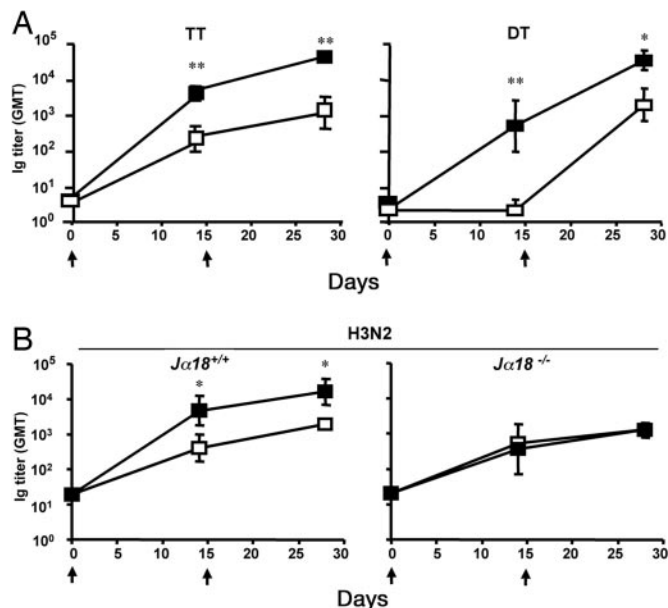 A
TT
DT
Ig titer (GMT)
10⁵
10⁴
10³
10²
10¹
10⁰
** **
** *
0 5 10 15 20 25 30
0 5 10 15 20 25 30
Days
B
H3N2
Jα18⁺/⁺
Jα18⁻/⁻
Ig titer (GMT)
10⁵
10⁴
10³
10²
10¹
10⁰
* *
0 5 10 15 20 25 30
0 5 10 15 20 25 30
Days